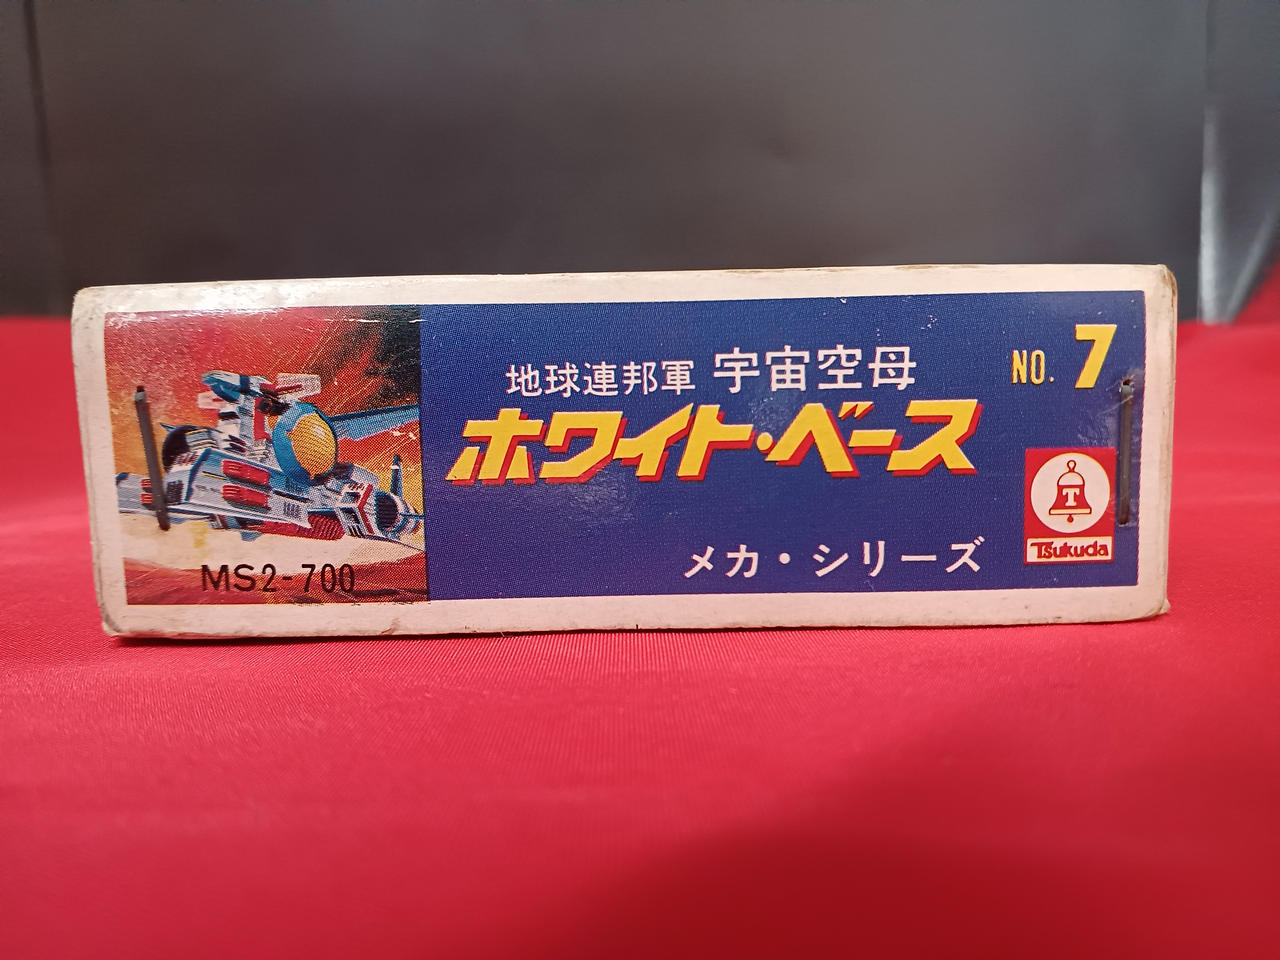 地球連邦軍 宇宙空母
NO. 7
ホワイト・ベース
T
Tsukuda
メカ・シリーズ
MS2-700